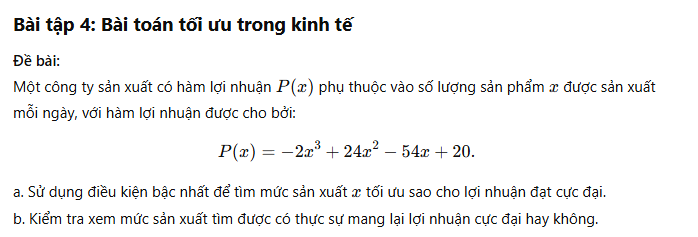 Bài tập 4: Bài toán tối ưu trong kinh tế
Đề bài:
Một công ty sản xuất có hàm lợi nhuận P(x) phụ thuộc vào số lượng sản phẩm x được sản xuất
mỗi ngày, với hàm lợi nhuận được cho bởi:
P(x) = −2x³ + 24x² − 54x + 20.
a. Sử dụng điều kiện bậc nhất để tìm mức sản xuất x tối ưu sao cho lợi nhuận đạt cực đại.
b. Kiểm tra xem mức sản xuất tìm được có thực sự mang lại lợi nhuận cực đại hay không.